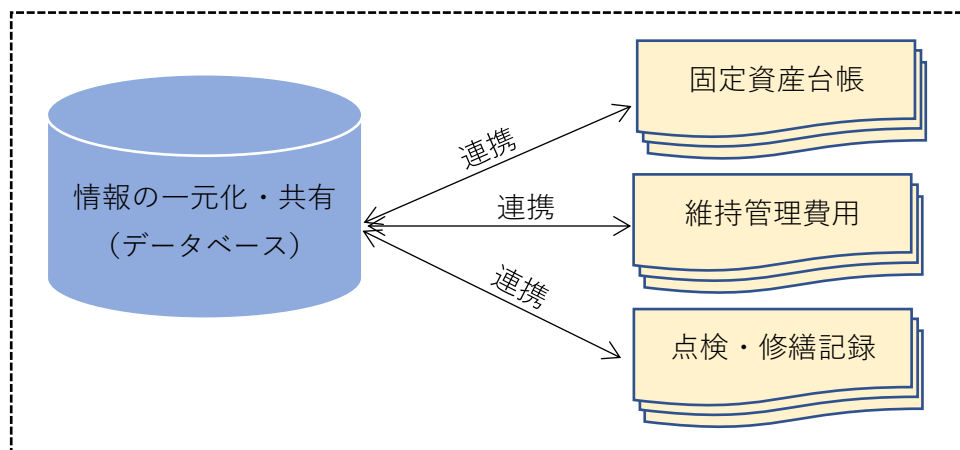 情報の一元化・共有
（データベース）
連携
連携
連携
固定資産台帳
維持管理費用
点検・修繕記録